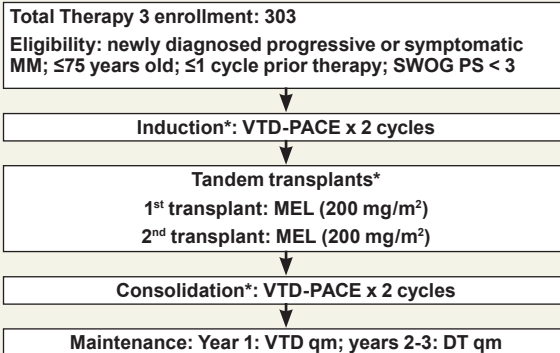 Total Therapy 3 enrollment: 303
Eligibility: newly diagnosed progressive or symptomatic
MM; ≤75 years old; ≤1 cycle prior therapy; SWOG PS < 3
Induction*: VTD-PACE x 2 cycles
Tandem transplants*
1st transplant: MEL (200 mg/m²)
2nd transplant: MEL (200 mg/m²)
Consolidation*: VTD-PACE x 2 cycles
Maintenance: Year 1: VTD qm; years 2-3: DT qm